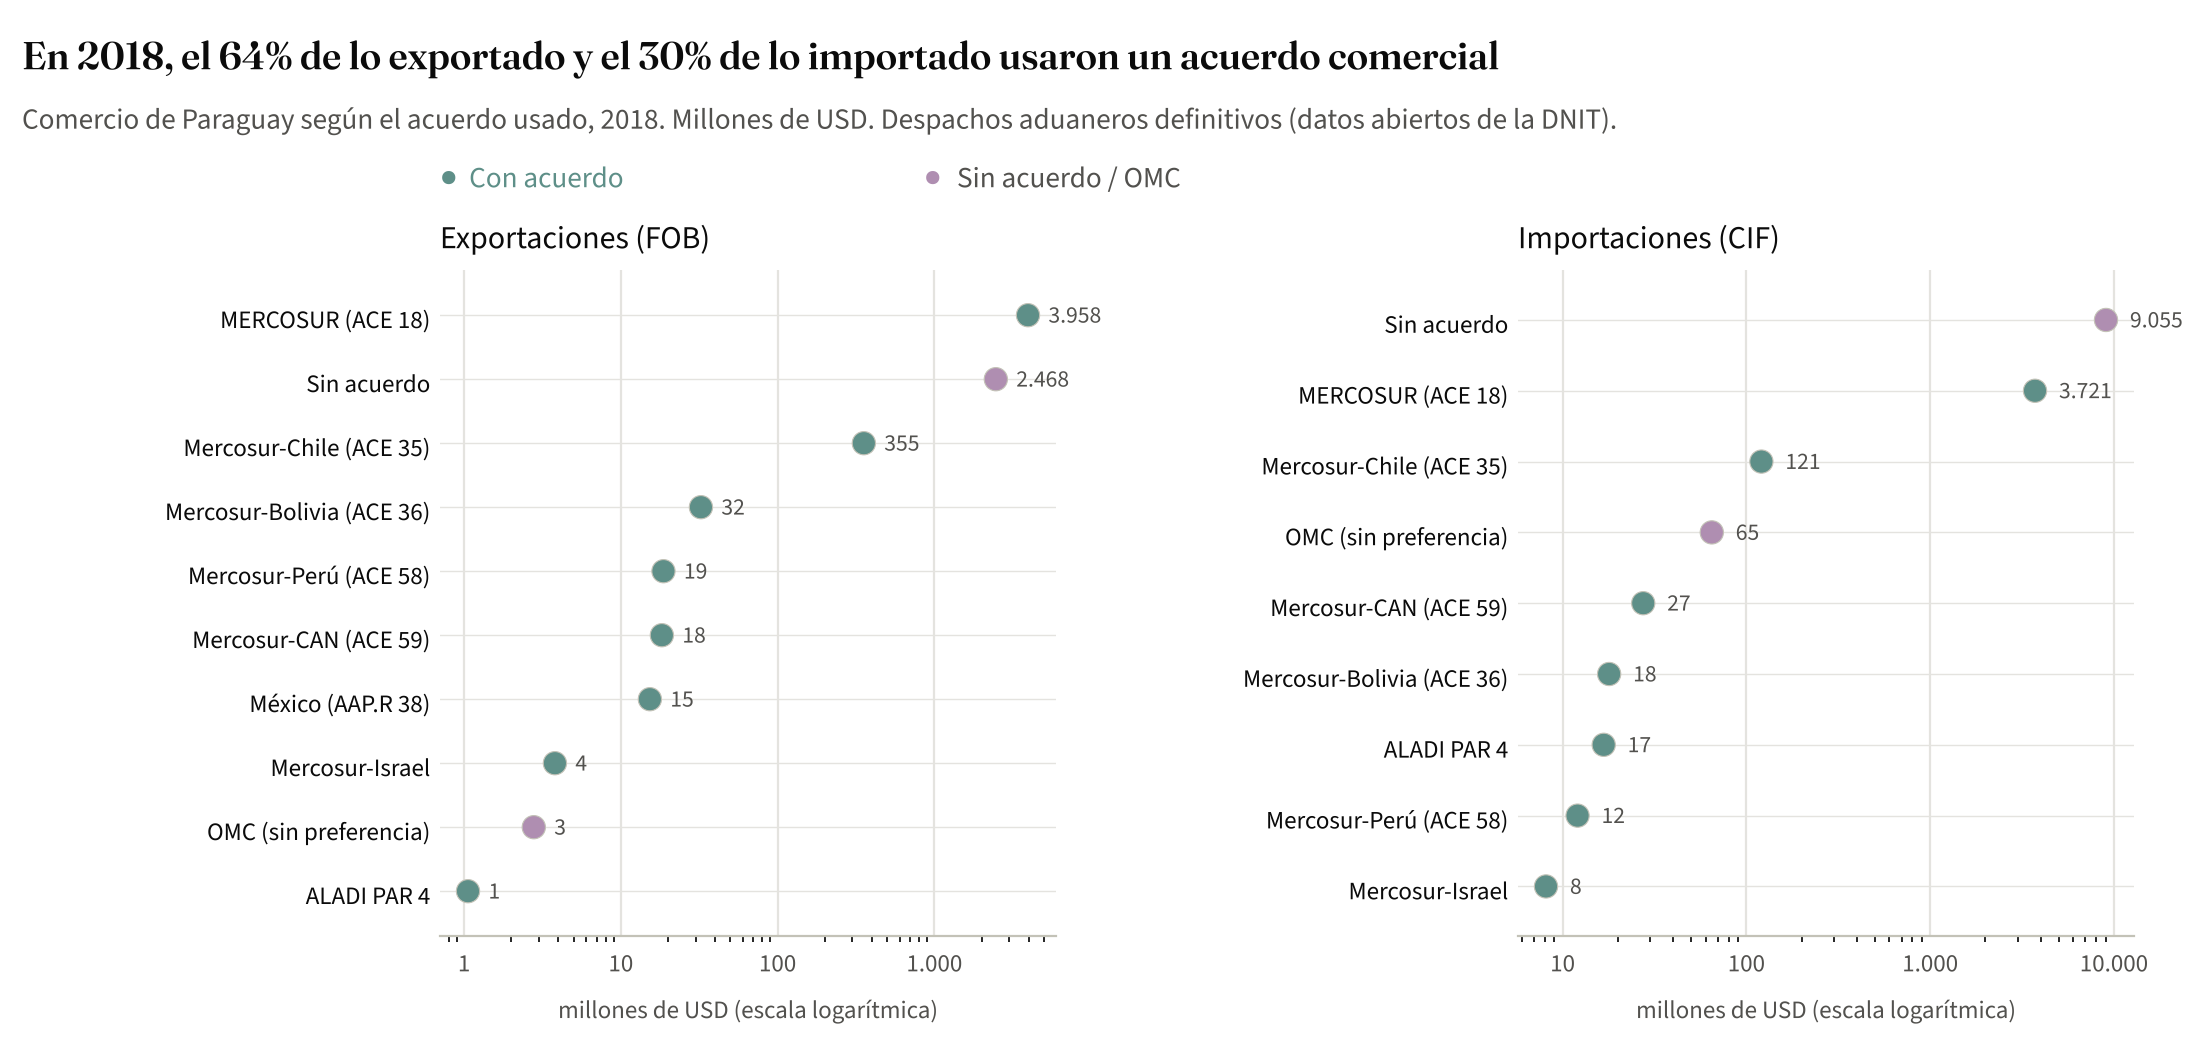 En 2018, el 64% de lo exportado y el 30% de lo importado usaron un acuerdo comercial
Comercio de Paraguay según el acuerdo usado, 2018. Millones de USD. Despachos aduaneros definitivos (datos abiertos de la DNIT).
Con acuerdo
Sin acuerdo / OMC
Exportaciones (FOB)
MERCOSUR (ACE 18) 3.958
Sin acuerdo 2.468
Mercosur-Chile (ACE 35) 355
Mercosur-Bolivia (ACE 36) 32
Mercosur-Perú (ACE 58) 19
Mercosur-CAN (ACE 59) 18
México (AAP.R 38) 15
Mercosur-Israel 4
OMC (sin preferencia) 3
ALADI PAR 4 1
1 10 100 1.000
millones de USD (escala logarítmica)
Importaciones (CIF)
Sin acuerdo 9.055
MERCOSUR (ACE 18) 3.721
Mercosur-Chile (ACE 35) 121
OMC (sin preferencia) 65
Mercosur-CAN (ACE 59) 27
Mercosur-Bolivia (ACE 36) 18
ALADI PAR 4 17
Mercosur-Perú (ACE 58) 12
Mercosur-Israel 8
10 100 1.000 10.000
millones de USD (escala logarítmica)